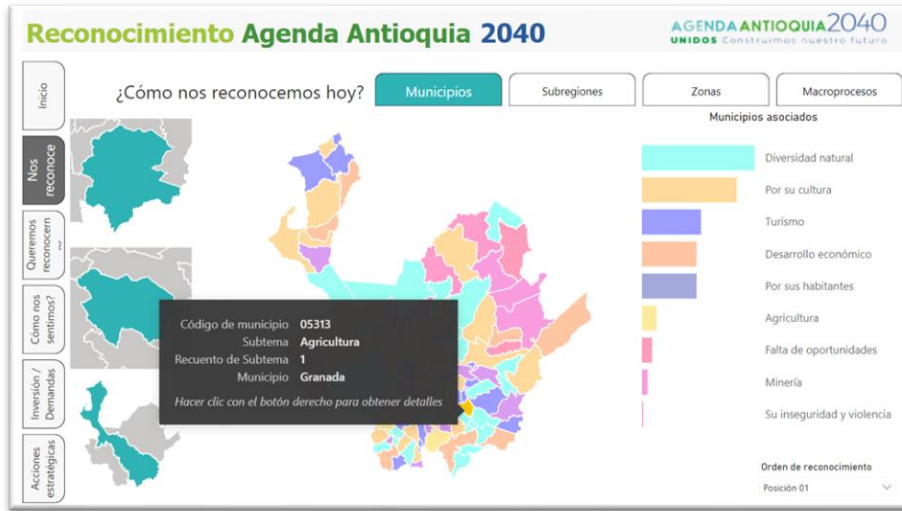 Reconocimiento Agenda Antioquia 2040
AGENDA ANTIOQUIA 2040
UNIDOS Construimos nuestro futuro
Inicio
Nos
reconoce
Queremos
reconocern
Cómo nos
sentimos?
Inversión /
Demandas
Acciones
estratégicas
¿Cómo nos reconocemos hoy?
Municipios
Subregiones
Zonas
Macroprocesos
Municipios asociados
Diversidad natural
Por su cultura
Turismo
Desarrollo económico
Por sus habitantes
Agricultura
Falta de oportunidades
Minería
Su inseguridad y violencia
Código de municipio 05313
Subtema Agricultura
Recuento de Subtema 1
Municipio Granada
Hacer clic con el botón derecho para obtener detalles
Orden de reconocimiento
Posición 01